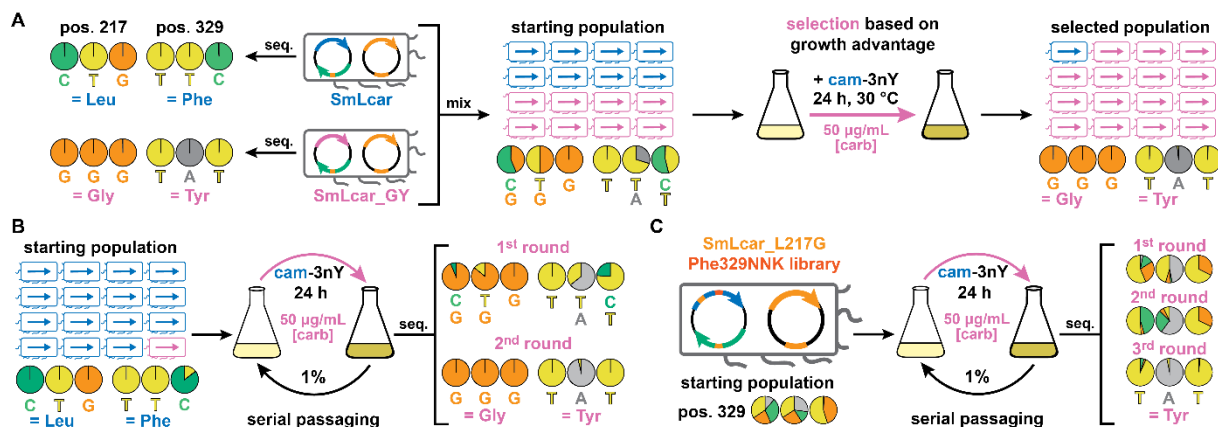 A
pos. 217
pos. 329
C T G
T T C
= Leu
= Phe
seq.
SmLcar
G G G
T A T
= Gly
= Tyr
seq.
SmLcar_GY
mix
starting population
C T G T T C
G G A T
selection based on
growth advantage
+ cam-3nY
24 h, 30 °C
50 µg/mL
[carb]
selected population
G G G T A T
= Gly = Tyr
B
starting population
C T G T T C
= Leu = Phe
cam-3nY
24 h
50 µg/mL
[carb]
1%
serial passaging
seq.
1st round
C T G T T C
G G A T
2nd round
G G G T A T
= Gly = Tyr
C
SmLcar_L217G
Phe329NNK library
starting population
pos. 329
cam-3nY
24 h
50 µg/mL
[carb]
1%
serial passaging
seq.
1st round
2nd round
3rd round
T A T
= Tyr